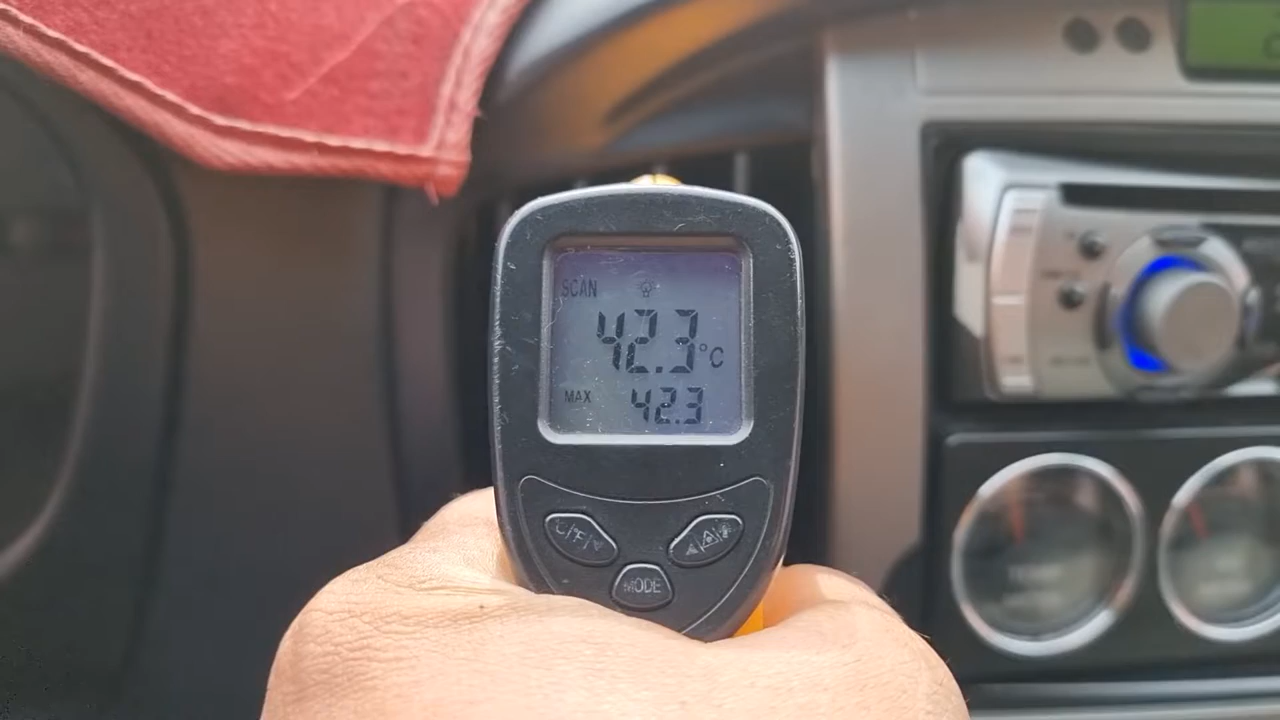 SCAN
42.3°C
MAX 42.3
°C/°F/▼
MODE